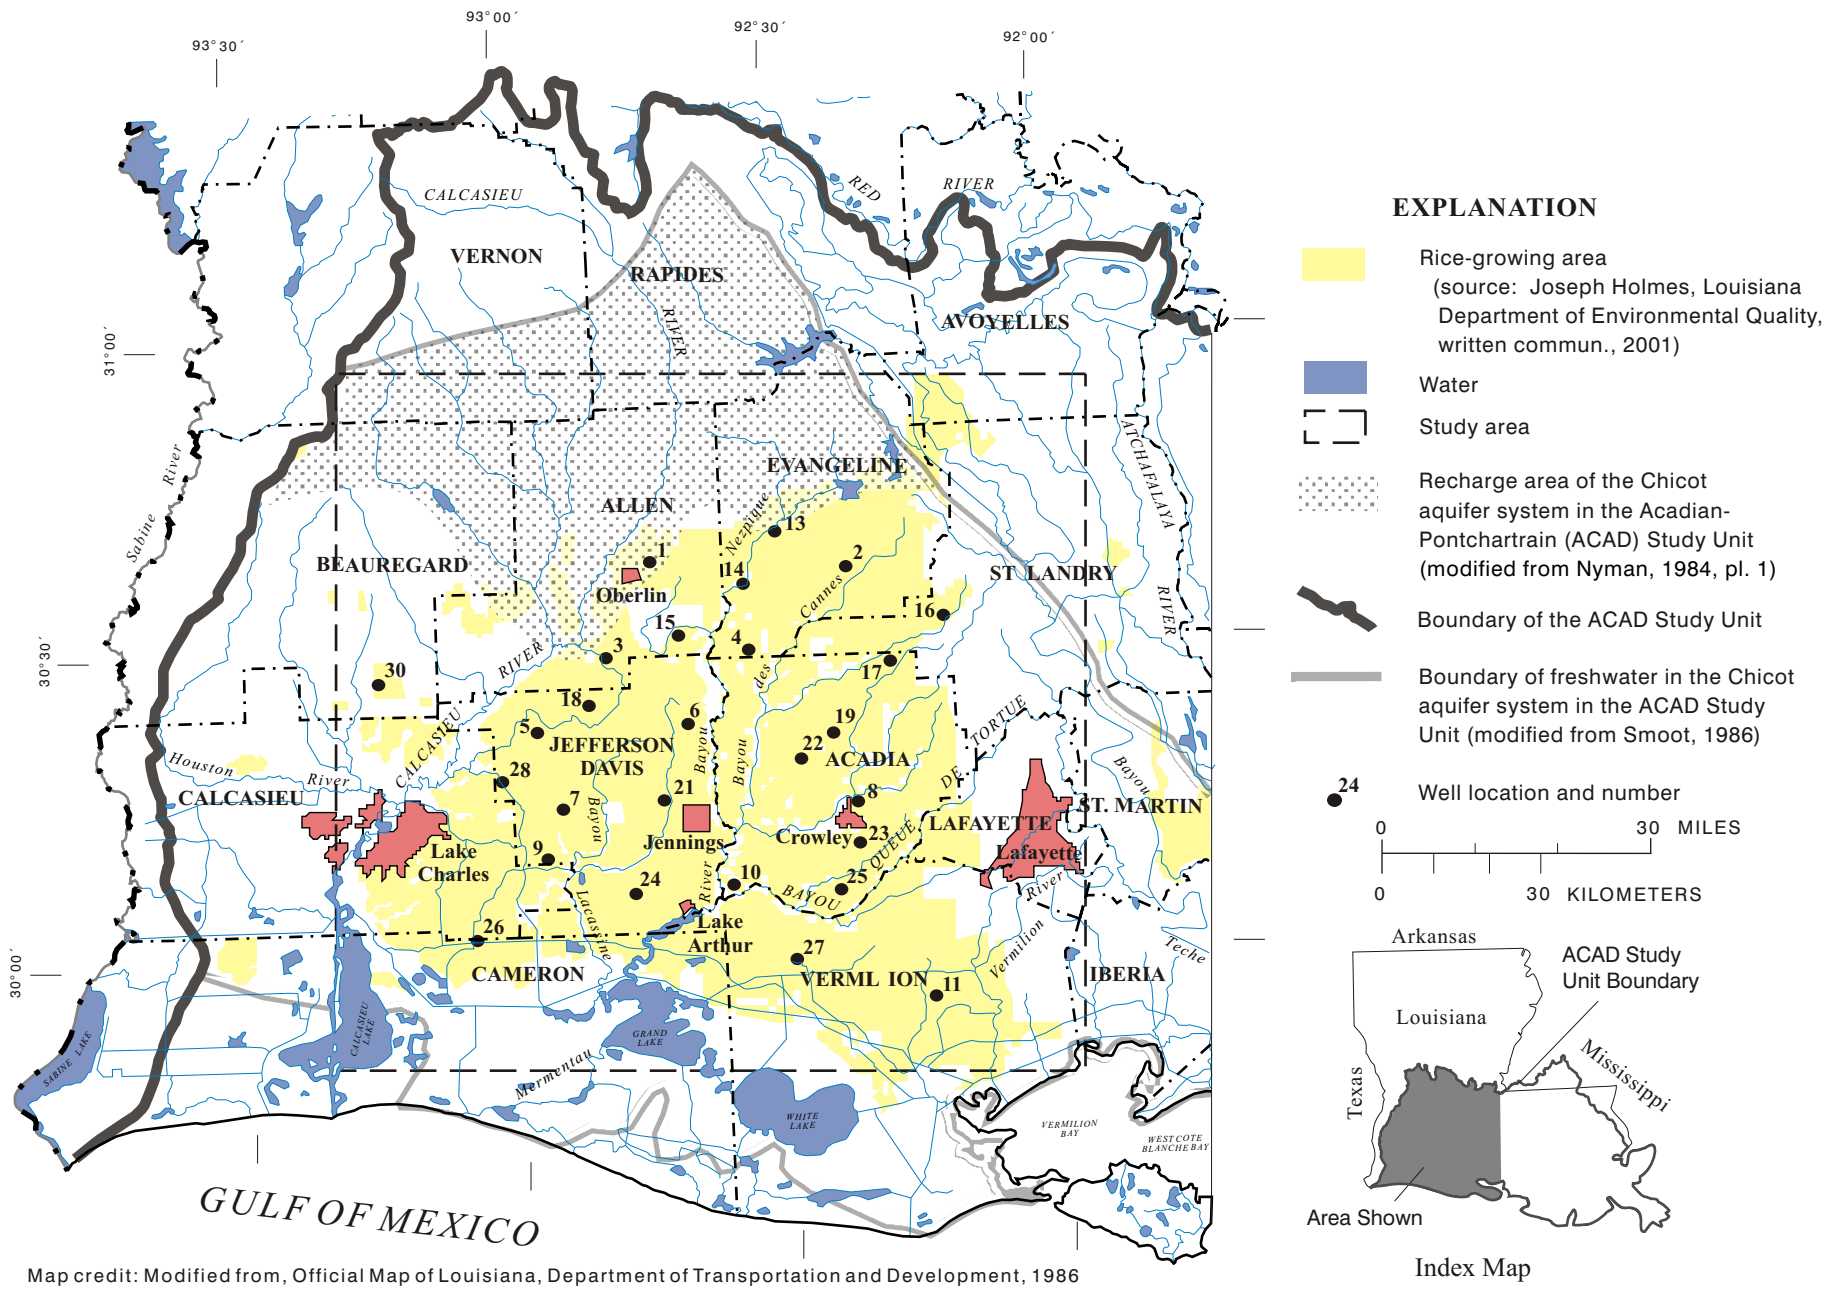 93°00´
92°30´
92°00´
93°30´
CALCASIEU
RED
RIVER
VERNON
RAPIDES
RIVER
AVOYELLES
31°00´
ATCHAFALAYA
RIVER
Sabine
River
EVANGELINE
ALLEN
Nezpique
13
1
2
14
BEAUREGARD
Oberlin
Cannes
ST LANDRY
16
15
4
3
des
17
30°30´
30
RIVER
18
6
19
5
JEFFERSON
DAVIS
Bayou
Bayou
22
ACADIA
TORTUE
DE
Houston
River
CALCASIEU
28
Bayou
CALCASIEU
7
Bayou
21
8
ST. MARTIN
Jennings
Crowley
23
LAFAYETTE
QUEUE
Lake
Charles
9
Lafayette
24
River
10
25
BAYOU
River
Lacassine
26
Lake
Arthur
27
Vermilion
Teche
30°00´
CAMERON
VERML ION
11
IBERIA
SABINE LAKE
CALCASIEU
LAKE
GRAND
LAKE
Mermentau
WHITE
LAKE
VERMILION
BAY
WEST COTE
BLANCHE BAY
GULF OF MEXICO
Map credit: Modified from, Official Map of Louisiana, Department of Transportation and Development, 1986
EXPLANATION
Rice-growing area
(source: Joseph Holmes, Louisiana
Department of Environmental Quality,
written commun., 2001)
Water
Study area
Recharge area of the Chicot
aquifer system in the Acadian-
Pontchartrain (ACAD) Study Unit
(modified from Nyman, 1984, pl. 1)
Boundary of the ACAD Study Unit
Boundary of freshwater in the Chicot
aquifer system in the ACAD Study
Unit (modified from Smoot, 1986)
24
Well location and number
0 30 MILES
0 30 KILOMETERS
Arkansas
ACAD Study
Unit Boundary
Louisiana
Mississippi
Texas
Area Shown
Index Map